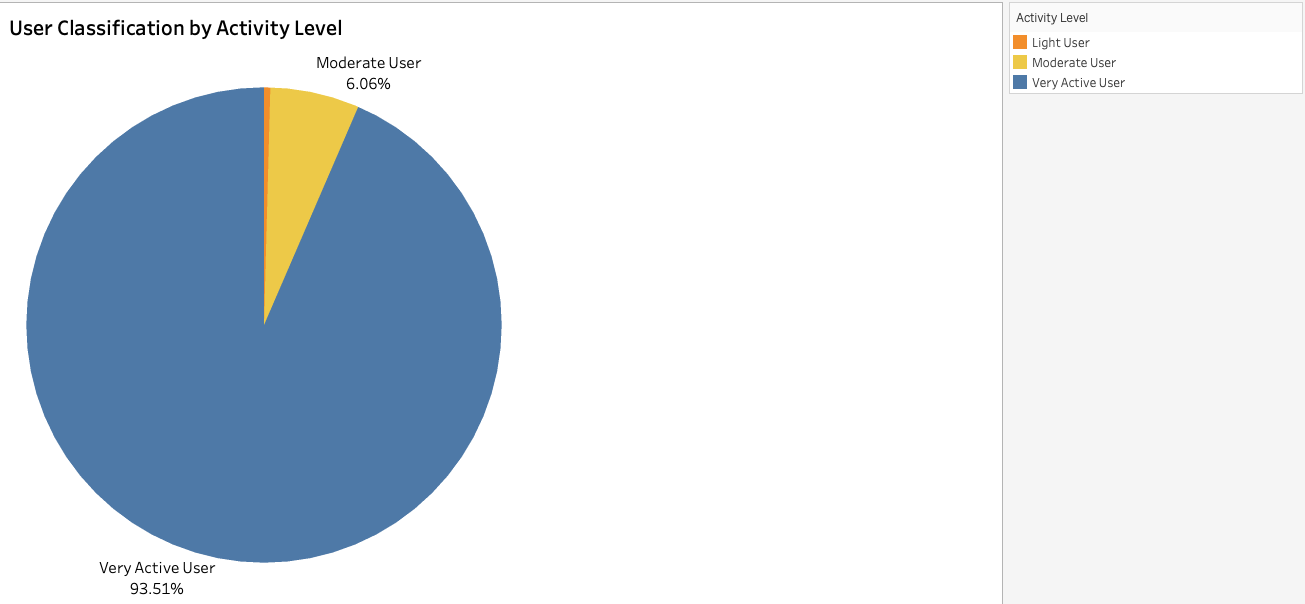 User Classification by Activity Level
Moderate User
6.06%
Very Active User
93.51%
Activity Level
Light User
Moderate User
Very Active User